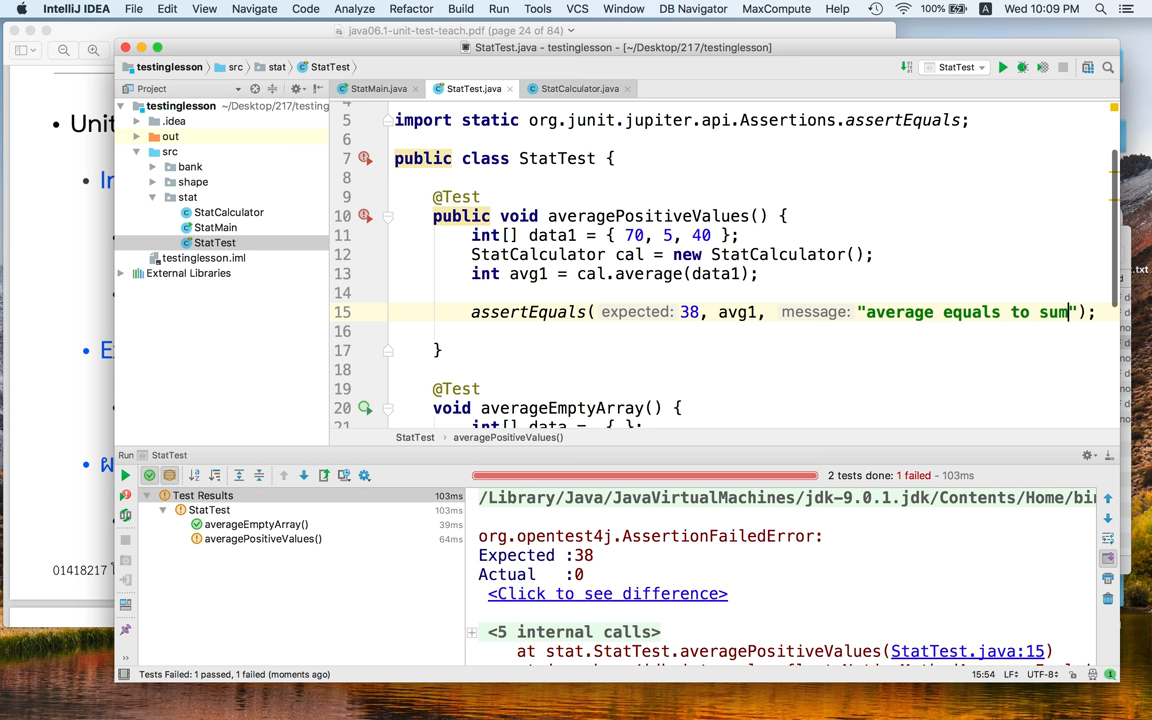 IntelliJ IDEA File Edit View Navigate Code Analyze Refactor Build Run Tools VCS Window DB Navigator MaxCompute Help 100% A Wed 10:09 PM
java06.1-unit-test-teach.pdf (page 24 of 84)
StatTest.java - testinglesson - [~/Desktop/217/testinglesson]
testinglesson src stat StatTest StatTest
Project StatMain.java StatTest.java StatCalculator.java
testinglesson ~/Desktop/217/testing
.idea
out
src
bank
shape
stat
StatCalculator
StatMain
StatTest
testinglesson.iml
External Libraries
5 import static org.junit.jupiter.api.Assertions.assertEquals;
6
7 public class StatTest {
8
9 @Test
10 public void averagePositiveValues() {
11 int[] data1 = { 70, 5, 40 };
12 StatCalculator cal = new StatCalculator();
13 int avg1 = cal.average(data1);
14
15 assertEquals( expected: 38, avg1, message: "average equals to sum");
16
17 }
18
19 @Test
20 void averageEmptyArray() {
21 int[] data = { };
StatTest › averagePositiveValues()
Run StatTest
2 tests done: 1 failed - 103ms
Test Results 103ms
StatTest 103ms
averageEmptyArray() 39ms
averagePositiveValues() 64ms
/Library/Java/JavaVirtualMachines/jdk-9.0.1.jdk/Contents/Home/bin
org.opentest4j.AssertionFailedError:
Expected :38
Actual :0
<Click to see difference>
<5 internal calls>
at stat.StatTest.averagePositiveValues(StatTest.java:15)
Tests Failed: 1 passed, 1 failed (moments ago) 15:54 LF UTF-8 1
• Unit
01418217
.txt